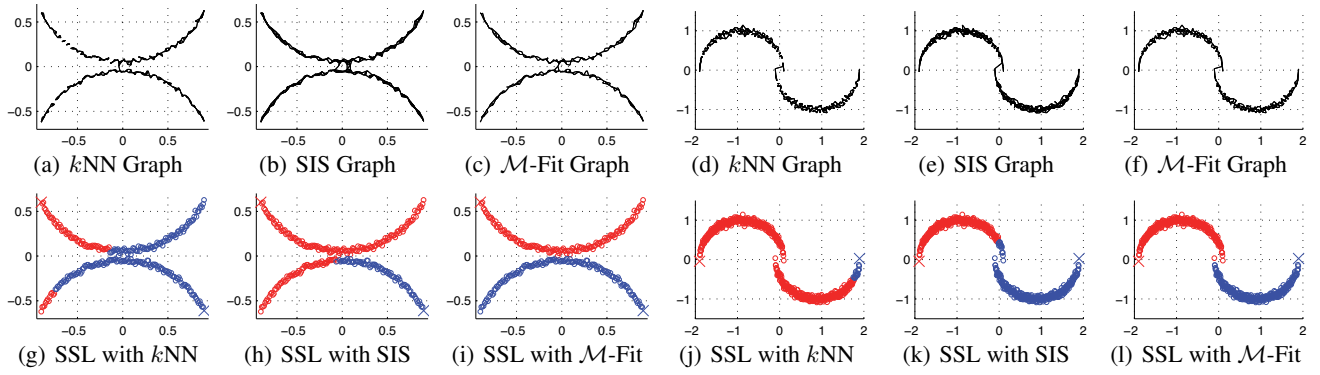 0.5
0
−0.5
−0.5 0 0.5
(a) kNN Graph
0.5
0
−0.5
−0.5 0 0.5
(b) SIS Graph
0.5
0
−0.5
−0.5 0 0.5
(c) ℳ-Fit Graph
1
0
−1
−2 −1 0 1 2
(d) kNN Graph
1
0
−1
−2 −1 0 1 2
(e) SIS Graph
1
0
−1
−2 −1 0 1 2
(f) ℳ-Fit Graph
0.5
0
−0.5
−0.5 0 0.5
(g) SSL with kNN
0.5
0
−0.5
−0.5 0 0.5
(h) SSL with SIS
0.5
0
−0.5
−0.5 0 0.5
(i) SSL with ℳ-Fit
1
0
−1
−2 −1 0 1 2
(j) SSL with kNN
1
0
−1
−2 −1 0 1 2
(k) SSL with SIS
1
0
−1
−2 −1 0 1 2
(l) SSL with ℳ-Fit